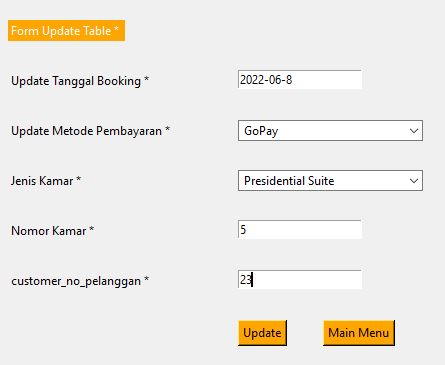 Form Update Table *
Update Tanggal Booking * 2022-06-8
Update Metode Pembayaran * GoPay
Jenis Kamar * Presidential Suite
Nomor Kamar * 5
customer_no_pelanggan * 23
Update Main Menu